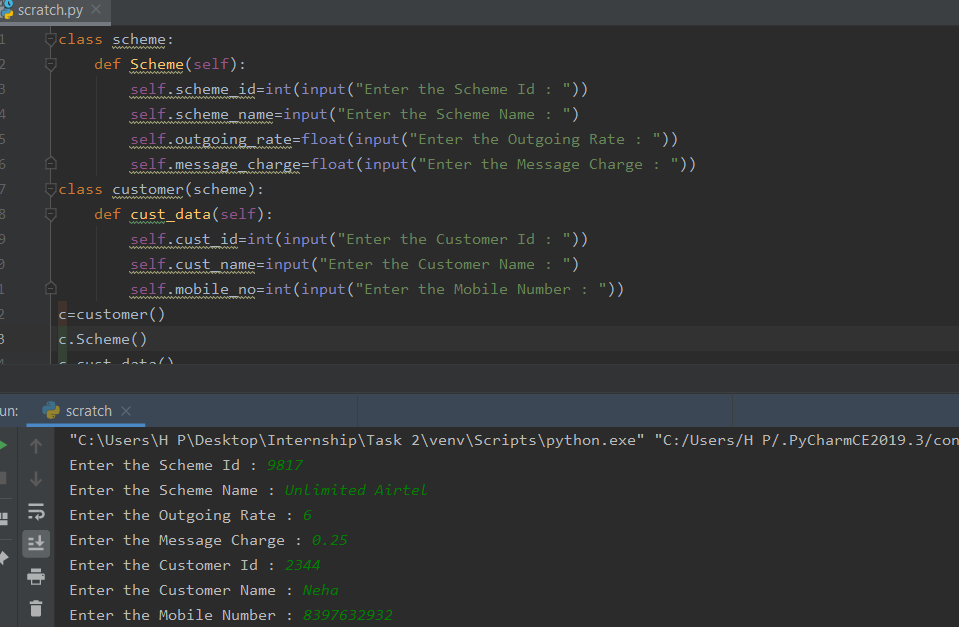 scratch.py
1 class scheme:
2 def Scheme(self):
3 self.scheme_id=int(input("Enter the Scheme Id : "))
4 self.scheme_name=input("Enter the Scheme Name : ")
5 self.outgoing_rate=float(input("Enter the Outgoing Rate : "))
6 self.message_charge=float(input("Enter the Message Charge : "))
7 class customer(scheme):
8 def cust_data(self):
9 self.cust_id=int(input("Enter the Customer Id : "))
0 self.cust_name=input("Enter the Customer Name : ")
1 self.mobile_no=int(input("Enter the Mobile Number : "))
2 c=customer()
3 c.Scheme()
c.cust_data()
un: scratch
"C:\Users\H P\Desktop\Internship\Task 2\venv\Scripts\python.exe" "C:/Users/H P/.PyCharmCE2019.3/con
Enter the Scheme Id : 9817
Enter the Scheme Name : Unlimited Airtel
Enter the Outgoing Rate : 6
Enter the Message Charge : 0.25
Enter the Customer Id : 2344
Enter the Customer Name : Neha
Enter the Mobile Number : 8397632932